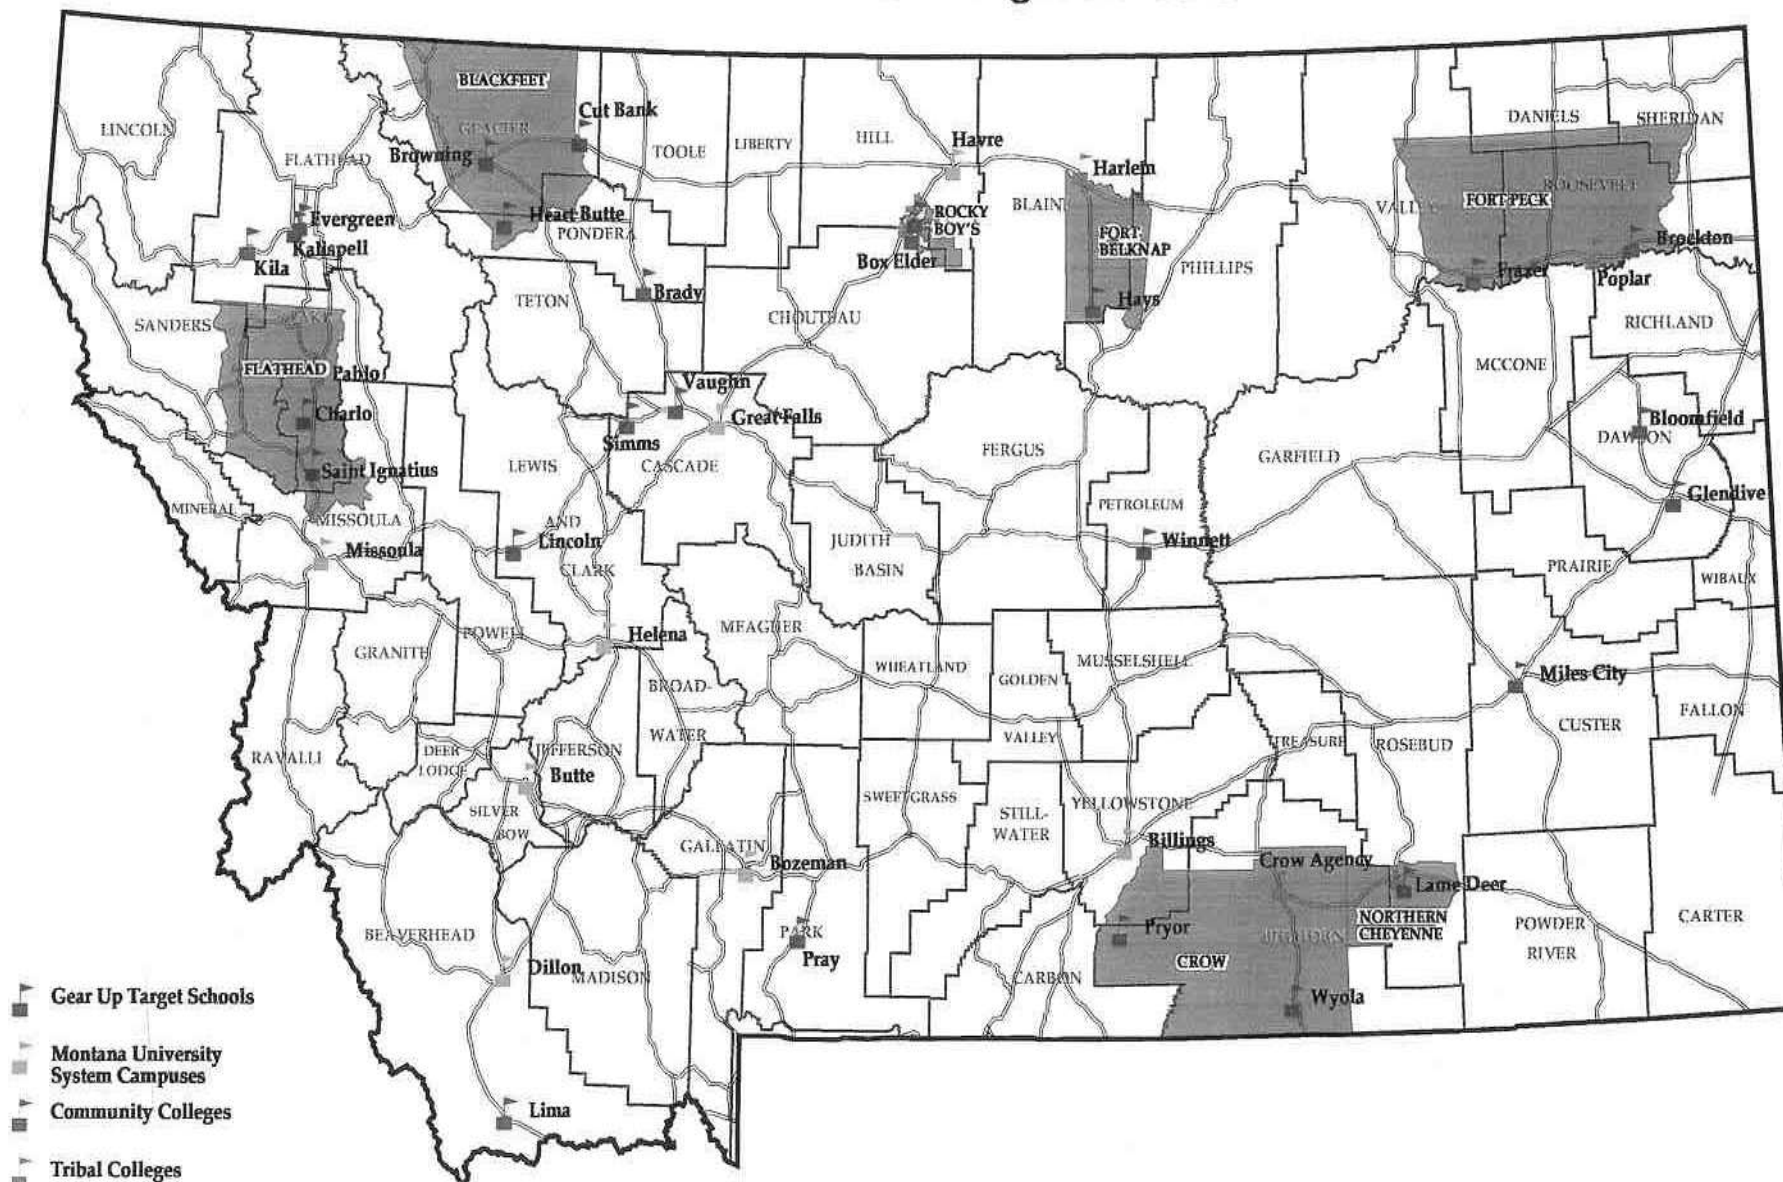 BLACKFEET
Cut Bank
LINCOLN
GLACIER
DANIELS
SHERIDAN
FLATHEAD
Browning
TOOLE
LIBERTY
HILL
Havre
Harlem
ROOSEVELT
Evergreen
Kalispell
Kila
Heart Butte
PONDERA
ROCKY
BOY'S
Box Elder
FORT
BELKNAP
PHILLIPS
FORT PECK
Brockton
Frazer
Poplar
Brady
TETON
CHOUTEAU
Hays
SANDERS
LAKE
RICHLAND
FLATHEAD
Pablo
MCCONE
Charlo
Vaughn
Great Falls
Simms
Bloomfield
DAWSON
Saint Ignatius
LEWIS
CASCADE
FERGUS
GARFIELD
MINERAL
MISSOULA
PETROLEUM
Glendive
Missoula
AND
Lincoln
CLARK
JUDITH
BASIN
Winnett
PRAIRIE
WIBAUX
POWELL
Helena
MEAGHER
GRANITE
WHEATLAND
GOLDEN
MUSSELSHELL
Miles City
BROAD-
WATER
VALLEY
FALLON
CUSTER
RAVALLI
DEER
LODGE
JEFFERSON
Butte
TREASURE
ROSEBUD
SILVER
BOW
SWEETGRASS
STILL-
WATER
YELLOWSTONE
GALLATIN
Bozeman
Billings
Crow Agency
Lame Deer
BEAVERHEAD
PARK
Pray
Pryor
NORTHERN
CHEYENNE
POWDER
RIVER
CARTER
Dillon
MADISON
CARBON
CROW
BIGHORN
Wyola
Gear Up Target Schools
Montana University
System Campuses
Community Colleges
Lima
Tribal Colleges